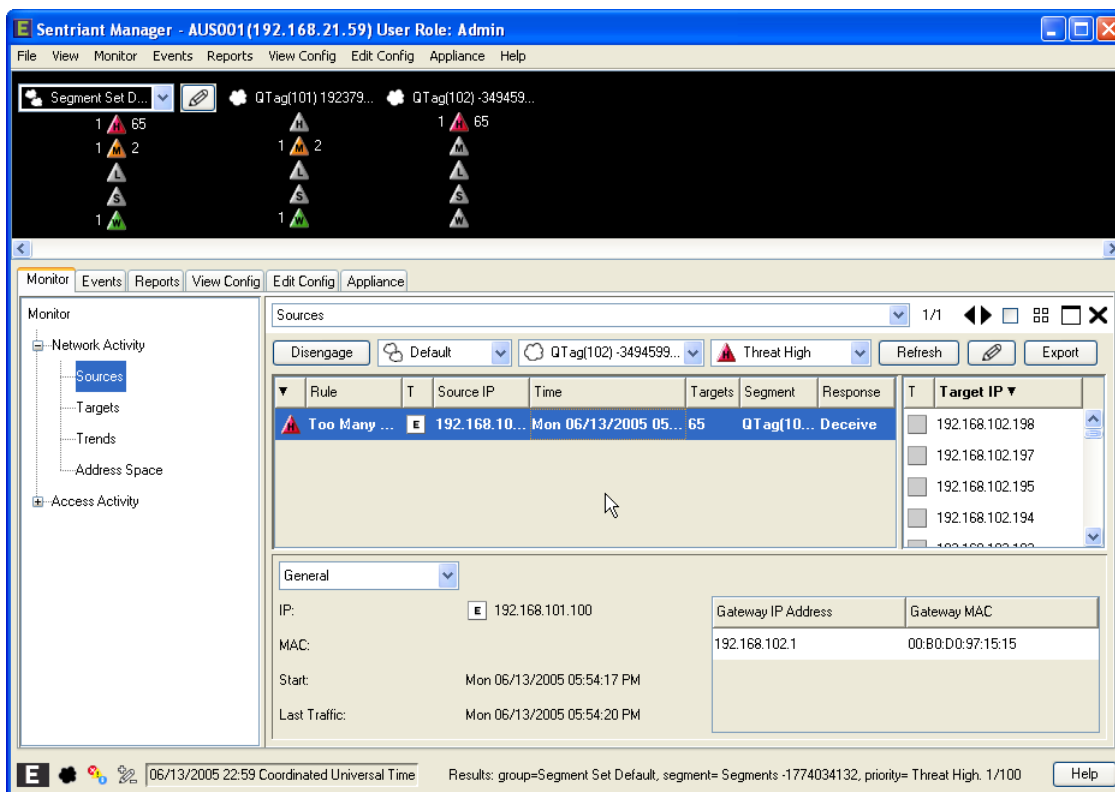 E Sentriant Manager - AUS001(192.168.21.59) User Role: Admin
File View Monitor Events Reports View Config Edit Config Appliance Help
Segment Set D... QTag(101) 192379... QTag(102) -349459...
1 H 65 H 1 H 65
1 M 2 1 M 2 M
L L L
S S S
1 W 1 W W
Monitor Events Reports View Config Edit Config Appliance
Monitor
Network Activity
Sources
Targets
Trends
Address Space
Access Activity
Sources 1/1
Disengage Default QTag(102) -3494599... Threat High Refresh Export
▼ Rule T Source IP Time Targets Segment Response T Target IP ▼
H Too Many ... E 192.168.10... Mon 06/13/2005 05... 65 QTag(10... Deceive 192.168.102.198
192.168.102.197
192.168.102.195
192.168.102.194
General
IP: E 192.168.101.100
MAC:
Start: Mon 06/13/2005 05:54:17 PM
Last Traffic: Mon 06/13/2005 05:54:20 PM
Gateway IP Address Gateway MAC
192.168.102.1 00:B0:D0:97:15:15
E 06/13/2005 22:59 Coordinated Universal Time Results: group=Segment Set Default, segment= Segments -1774034132, priority= Threat High. 1/100 Help